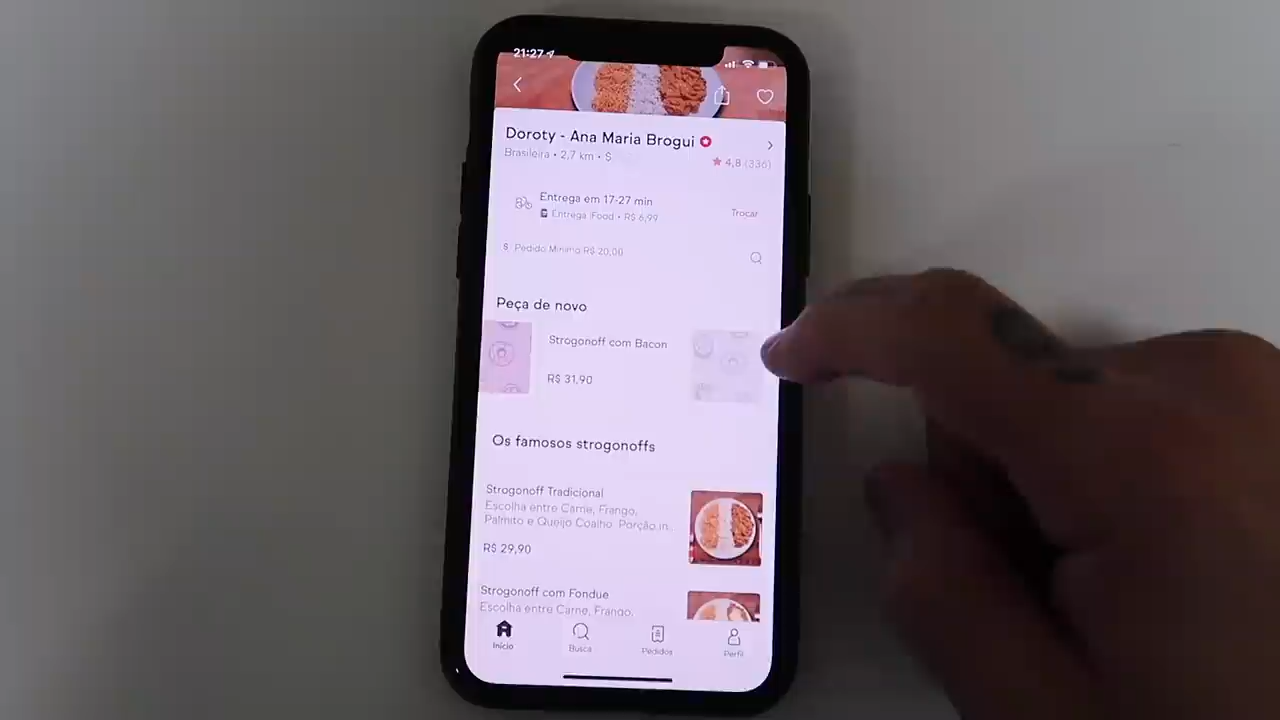 21:27
Doroty - Ana Maria Brogui
Brasileira • 2,7 km • $
4,8 (336)
Entrega em 17-27 min
Entrega iFood • R$ 6,99
Trocar
$ Pedido Mínimo R$ 20,00
Peça de novo
Strogonoff com Bacon
R$ 31,90
Os famosos strogonoffs
Strogonoff Tradicional
Escolha entre Carne, Frango,
Palmito e Queijo Coalho. Porção in...
R$ 29,90
Strogonoff com Fondue
Escolha entre Carne, Frango,
Início
Busca
Pedidos
Perfil